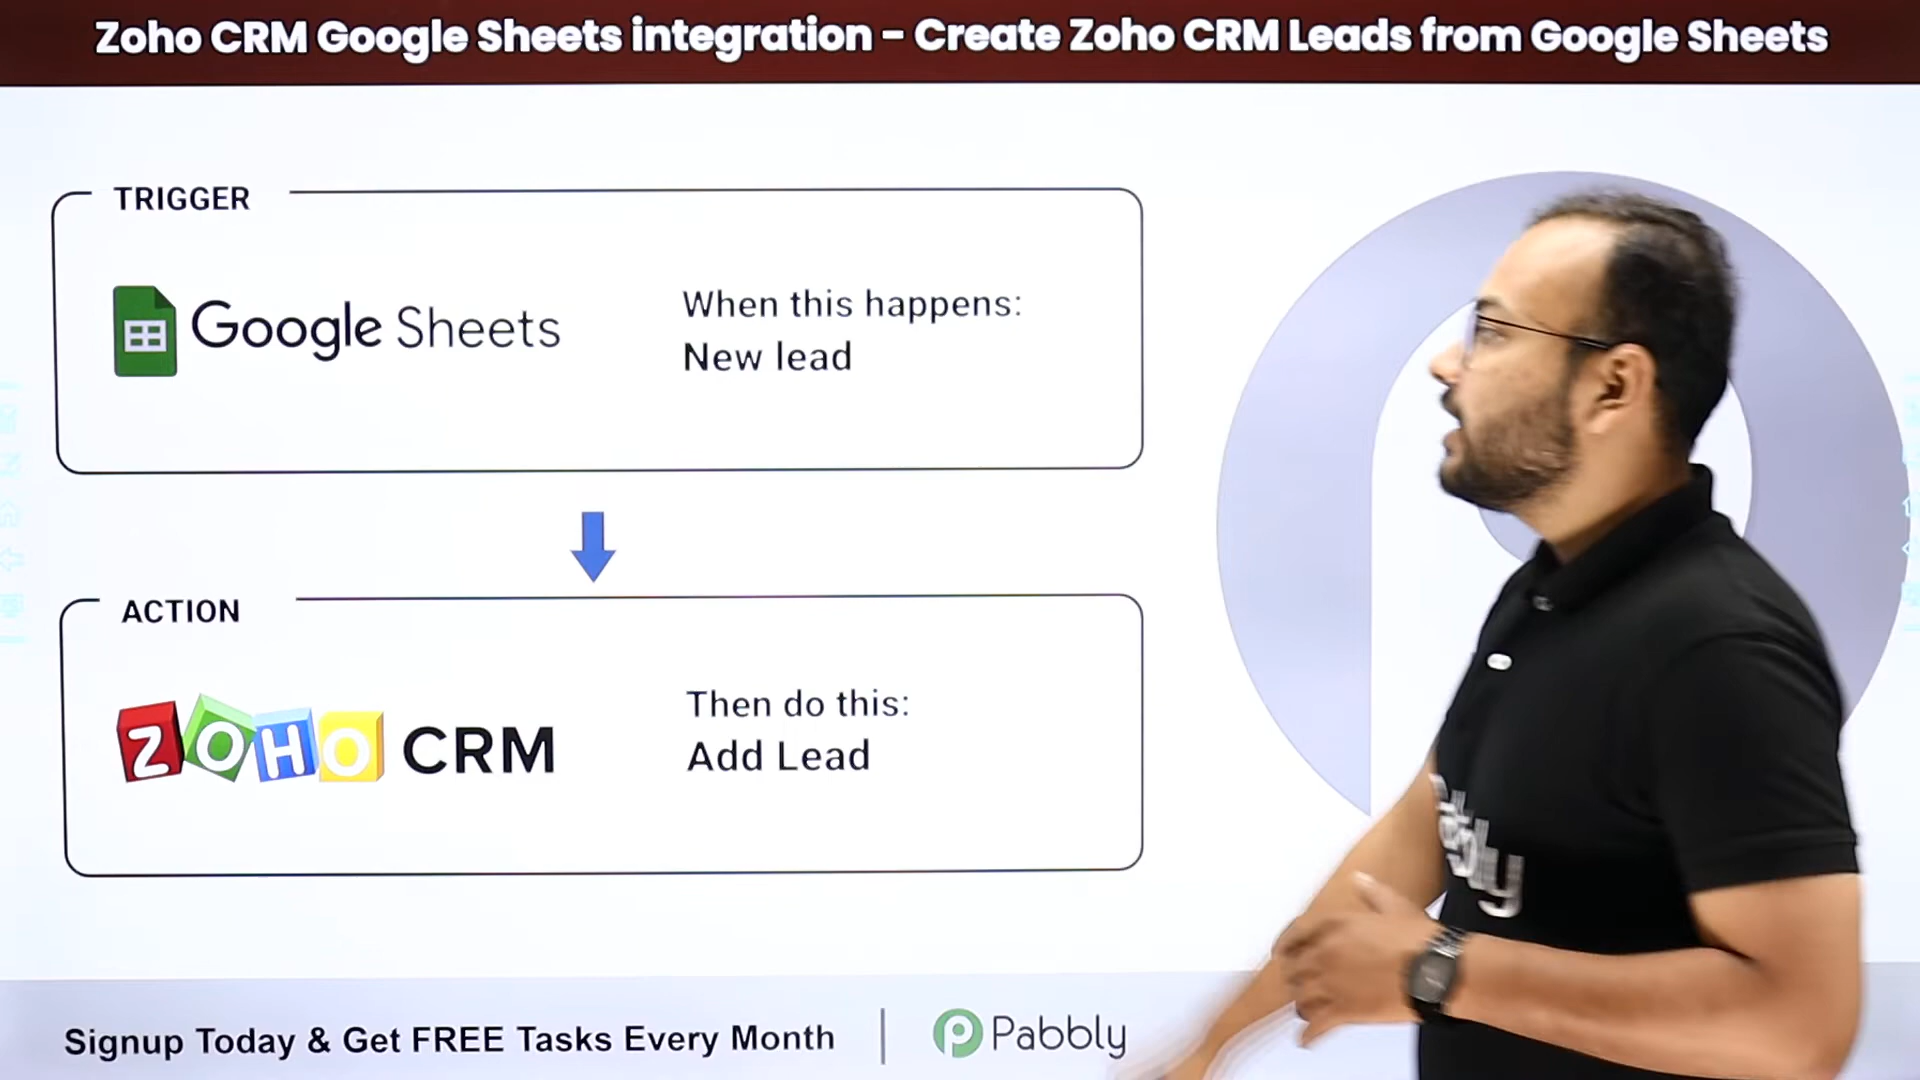 Zoho CRM Google Sheets integration - Create Zoho CRM Leads from Google Sheets
TRIGGER
Google Sheets
When this happens:
New lead
ACTION
ZOHO CRM
Then do this:
Add Lead
Pabbly
Signup Today & Get FREE Tasks Every Month
Pabbly